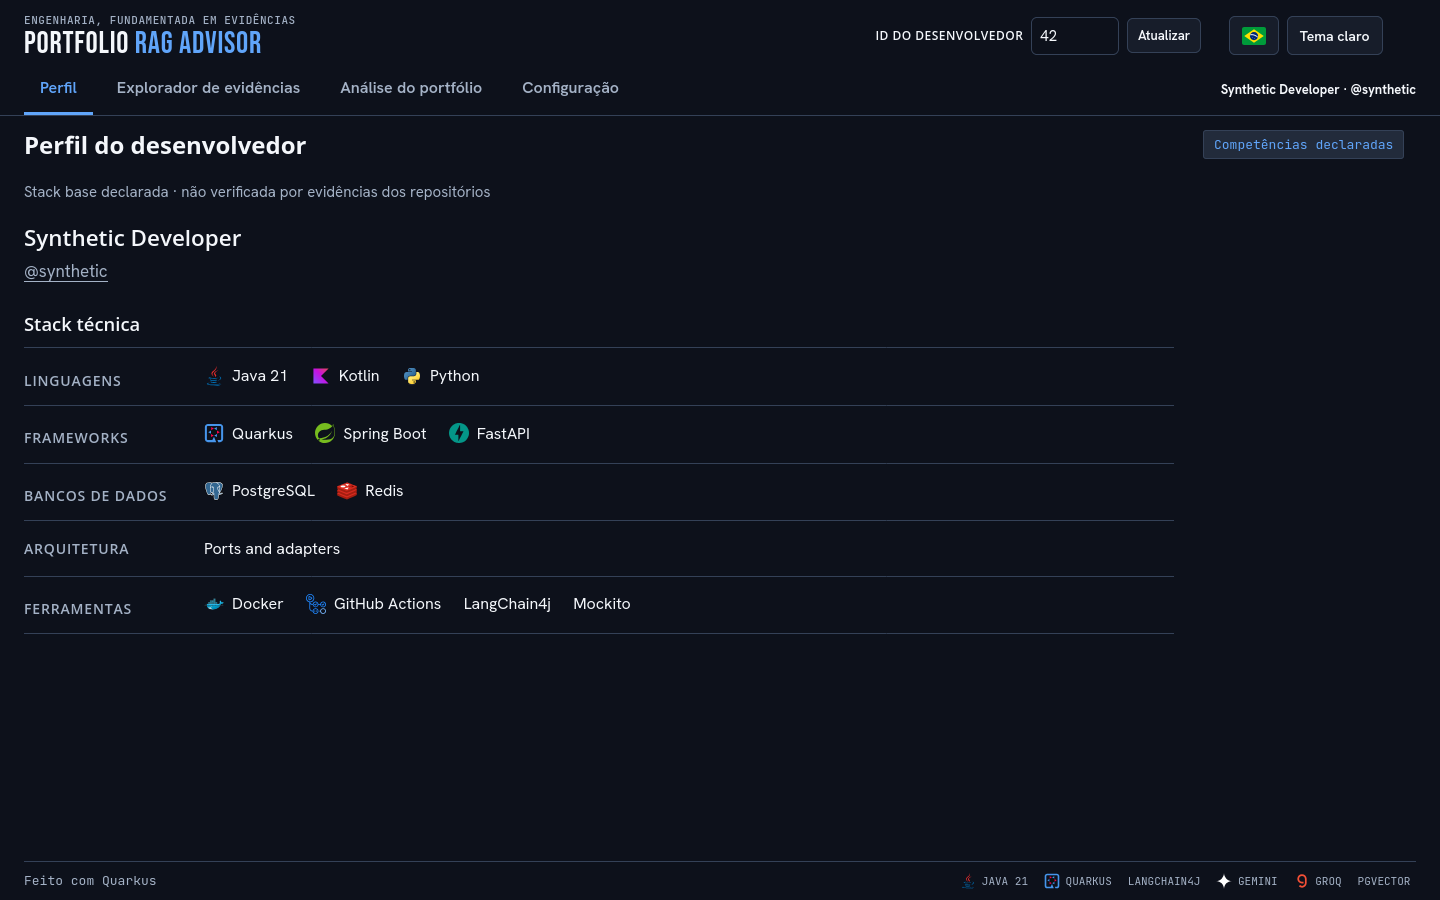 ENGENHARIA, FUNDAMENTADA EM EVIDÊNCIAS
PORTFOLIO RAG ADVISOR
ID DO DESENVOLVEDOR 42 Atualizar Tema claro
Perfil Explorador de evidências Análise do portfólio Configuração Synthetic Developer · @synthetic
Perfil do desenvolvedor Competências declaradas
Stack base declarada · não verificada por evidências dos repositórios
Synthetic Developer
@synthetic
Stack técnica
LINGUAGENS Java 21 Kotlin Python
FRAMEWORKS Quarkus Spring Boot FastAPI
BANCOS DE DADOS PostgreSQL Redis
ARQUITETURA Ports and adapters
FERRAMENTAS Docker GitHub Actions LangChain4j Mockito
Feito com Quarkus JAVA 21 QUARKUS LANGCHAIN4J GEMINI GROQ PGVECTOR